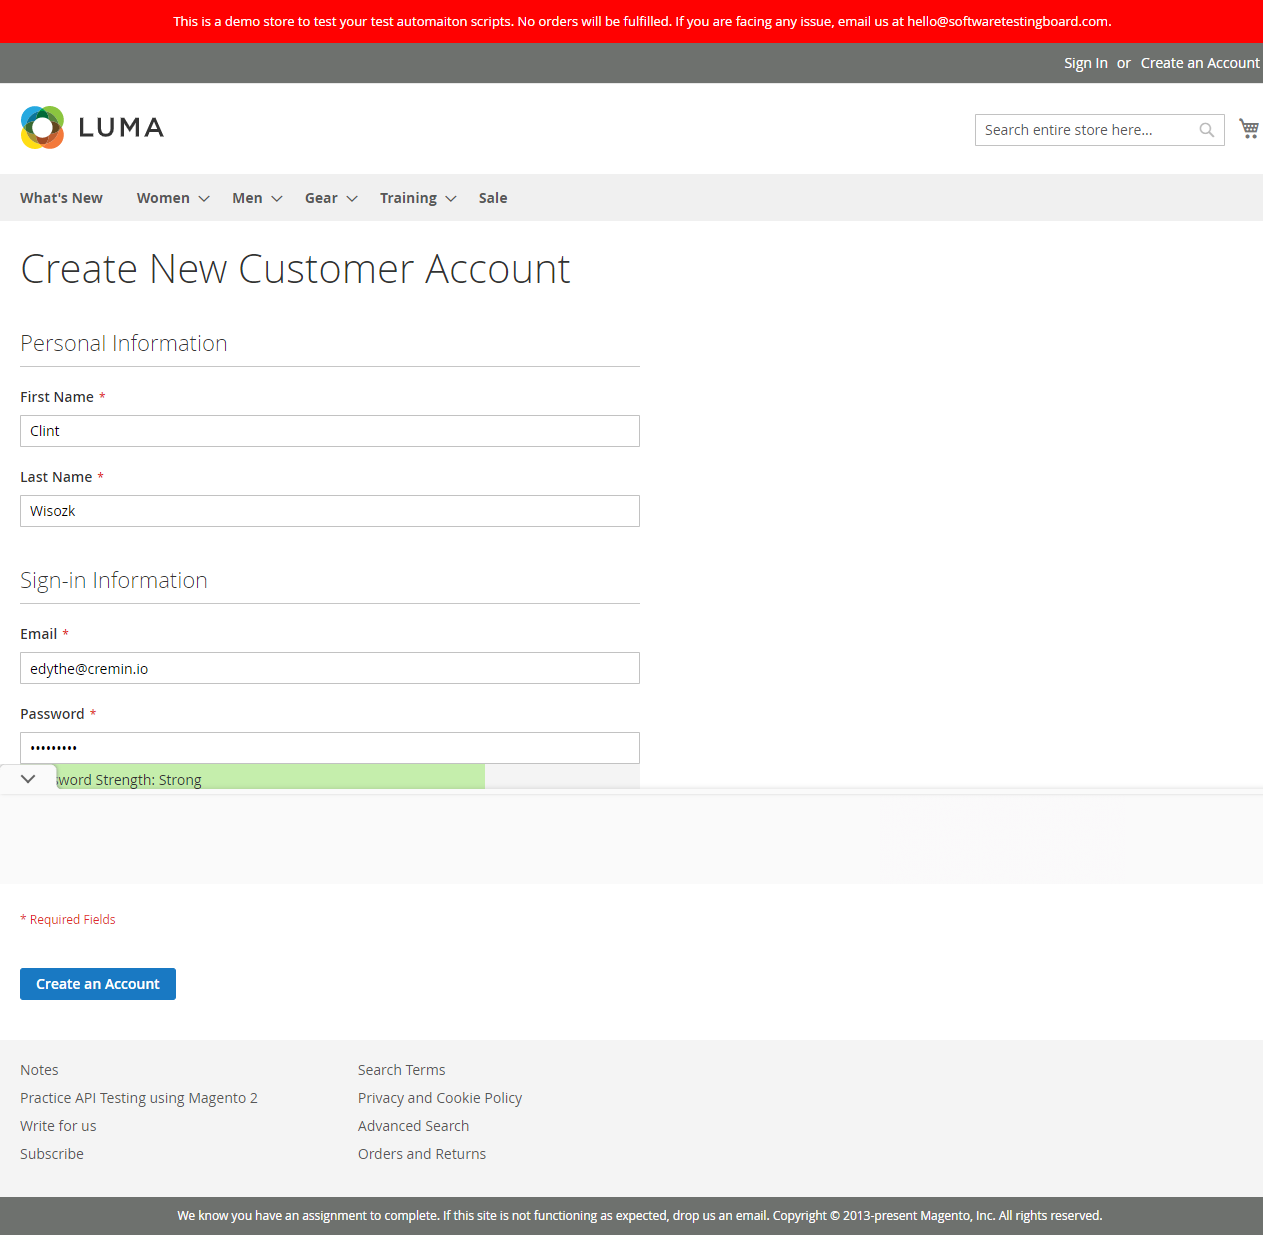 This is a demo store to test your test automaiton scripts. No orders will be fulfilled. If you are facing any issue, email us at hello@softwaretestingboard.com.
Sign In or Create an Account
LUMA
Search entire store here...
What's New Women Men Gear Training Sale
Create New Customer Account
Personal Information
First Name *
Clint
Last Name *
Wisozk
Sign-in Information
Email *
edythe@cremin.io
Password *
•••••••••
Strength: Strong
* Required Fields
Create an Account
Notes
Practice API Testing using Magento 2
Write for us
Subscribe
Search Terms
Privacy and Cookie Policy
Advanced Search
Orders and Returns
We know you have an assignment to complete. If this site is not functioning as expected, drop us an email. Copyright © 2013-present Magento, Inc. All rights reserved.